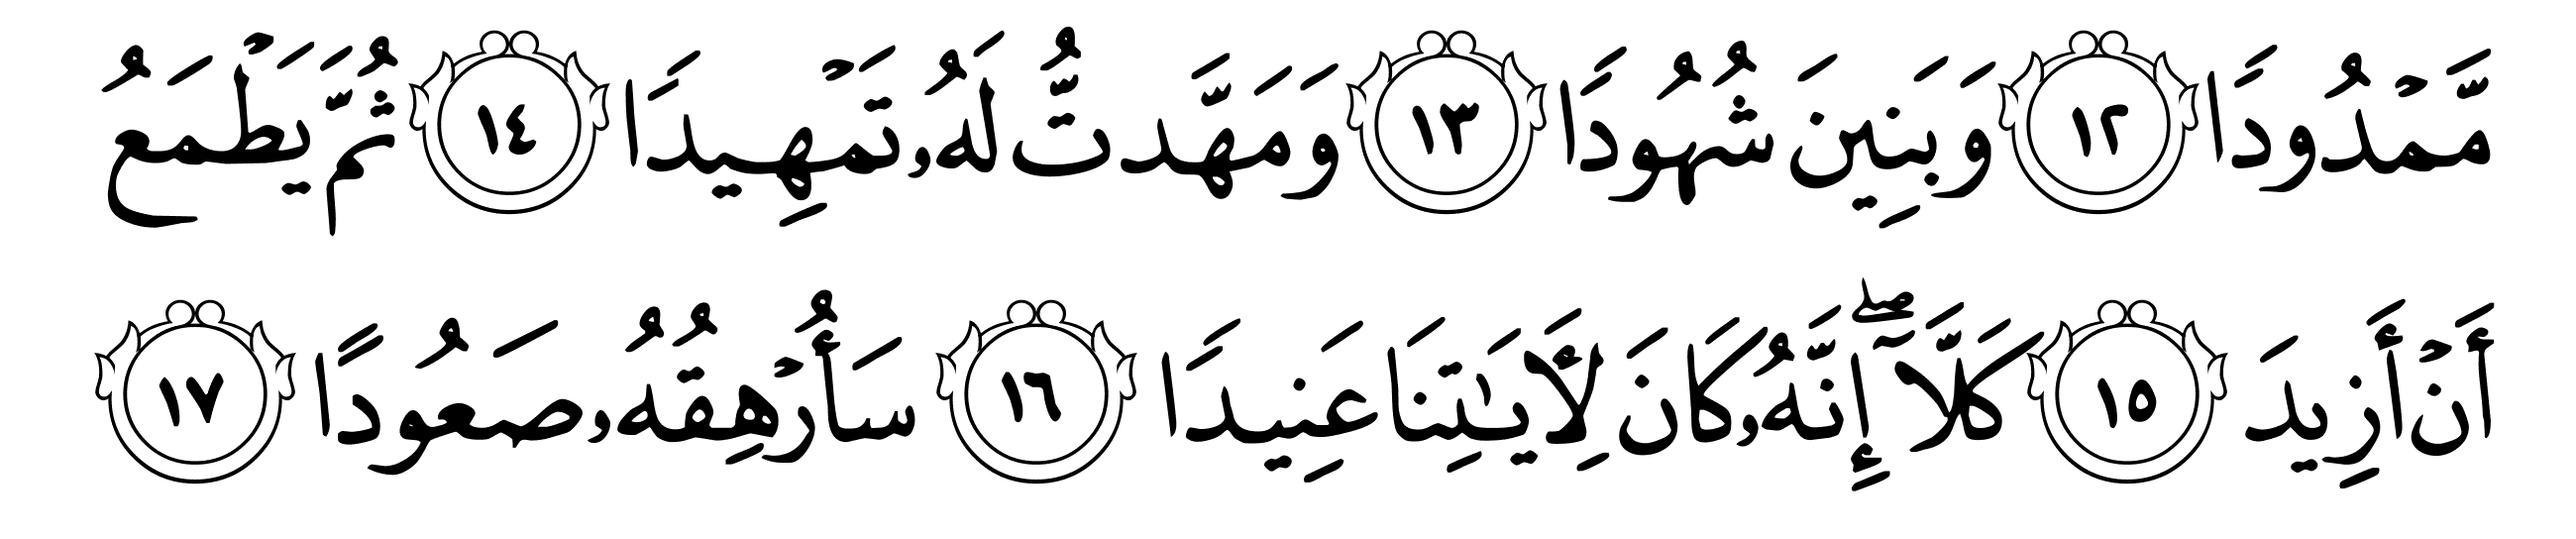 مَّمْدُودًا ١٢ وَبَنِينَ شُهُودًا ١٣ وَمَهَّدتُّ لَهُۥ تَمْهِيدًا ١٤ ثُمَّ يَطْمَعُ
أَنْ أَزِيدَ ١٥ كَلَّآ ۖ إِنَّهُۥ كَانَ لِأَيَـٰتِنَا عَنِيدًا ١٦ سَأُرْهِقُهُۥ صَعُودًا ١٧